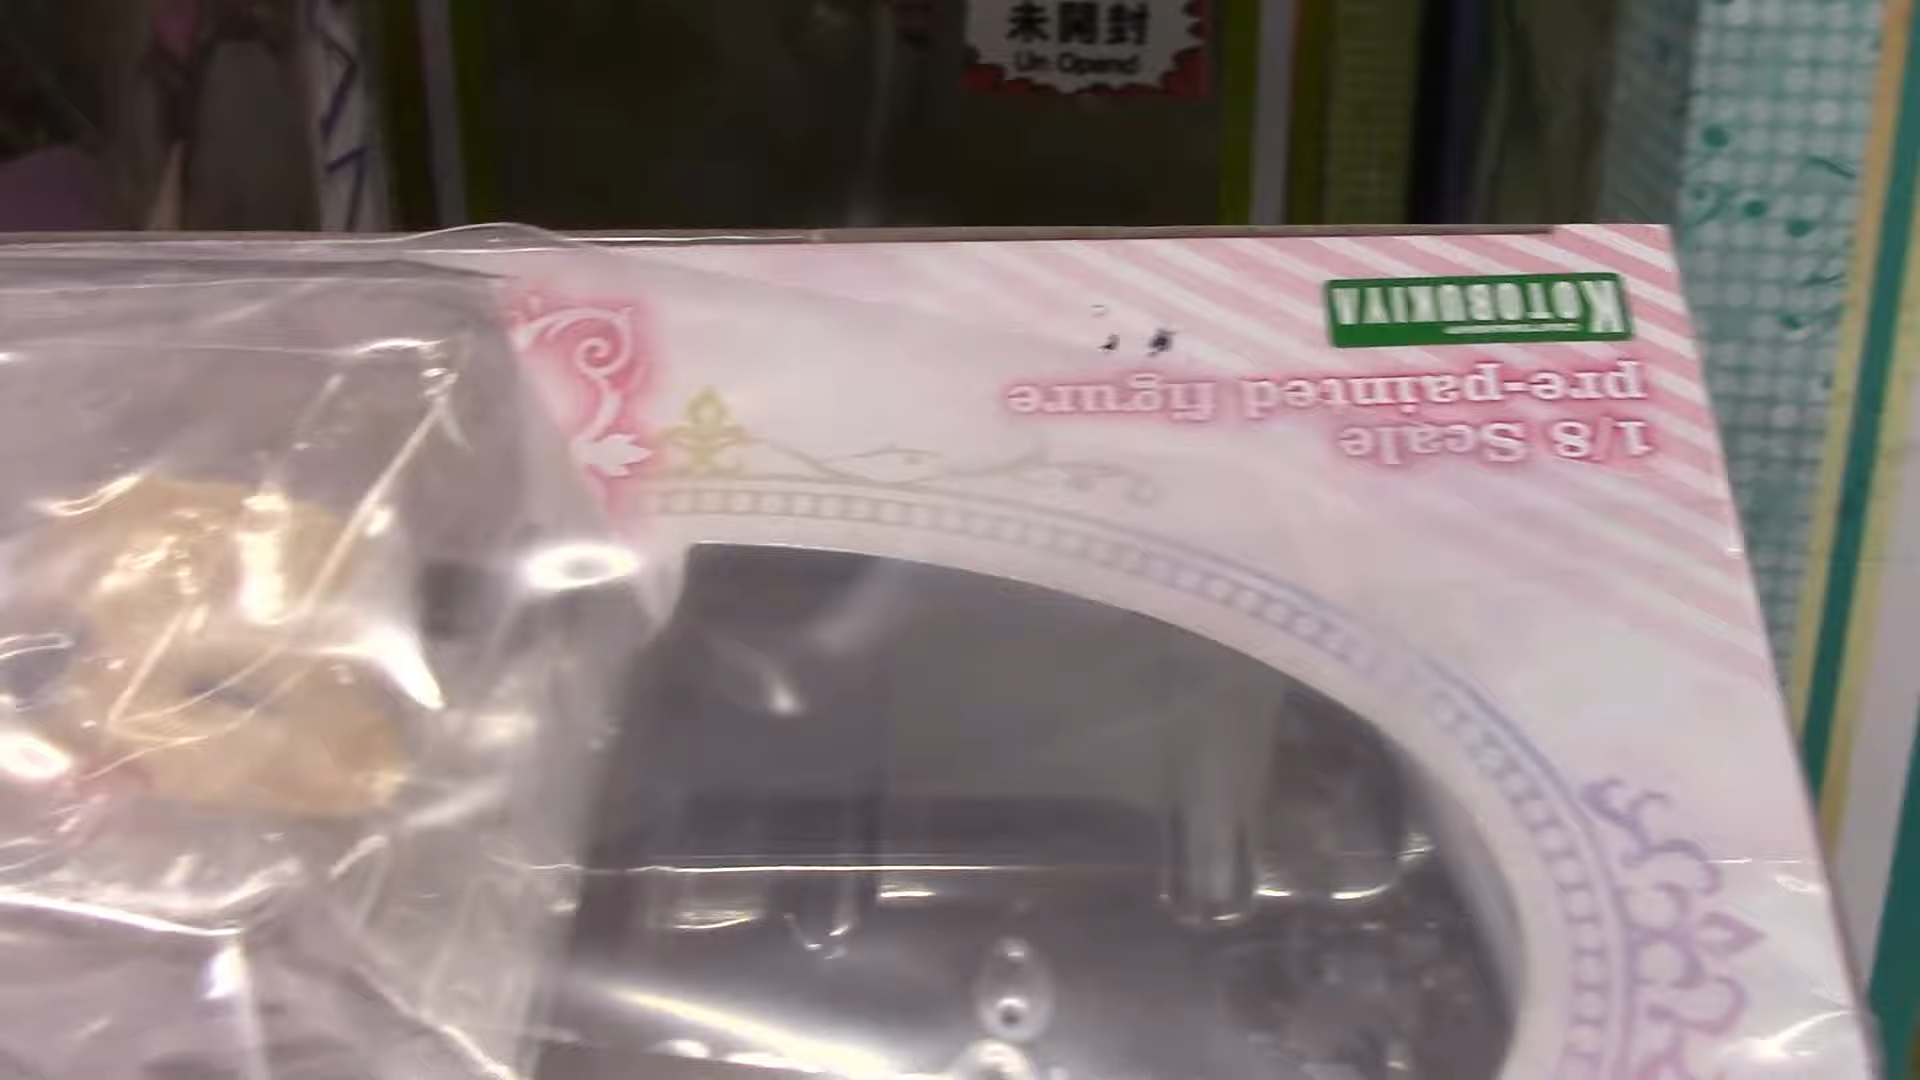 未開封
Un Opend
KOTOBUKIYA
pre-painted figure
1/8 Scale